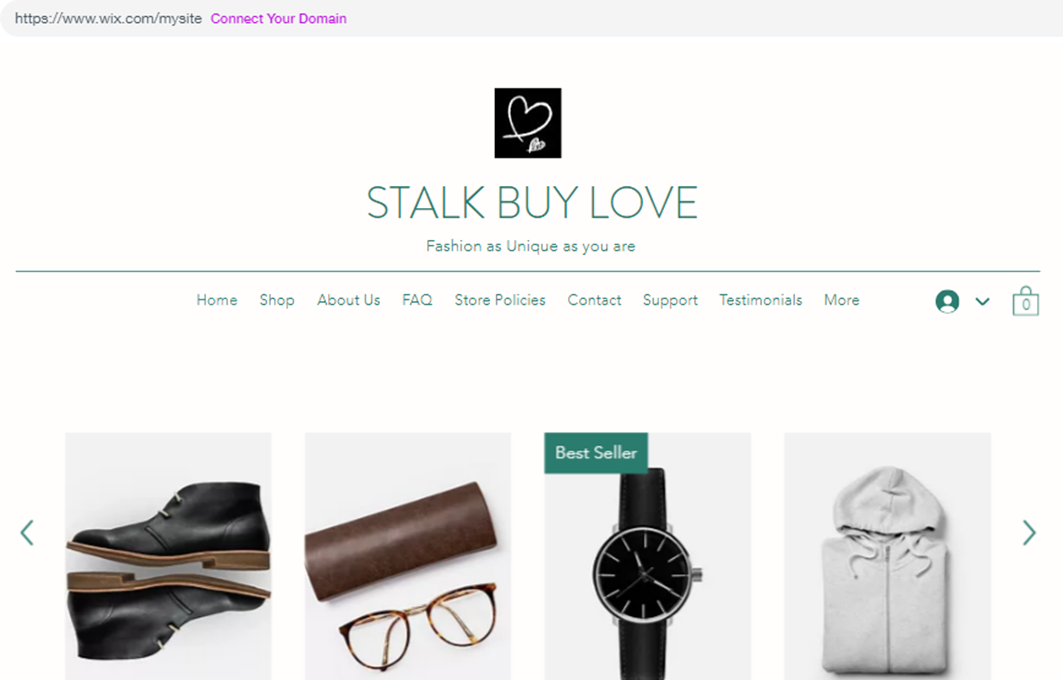 https://www.wix.com/mysite Connect Your Domain
STALK BUY LOVE
Fashion as Unique as you are
Home Shop About Us FAQ Store Policies Contact Support Testimonials More
0
Best Seller